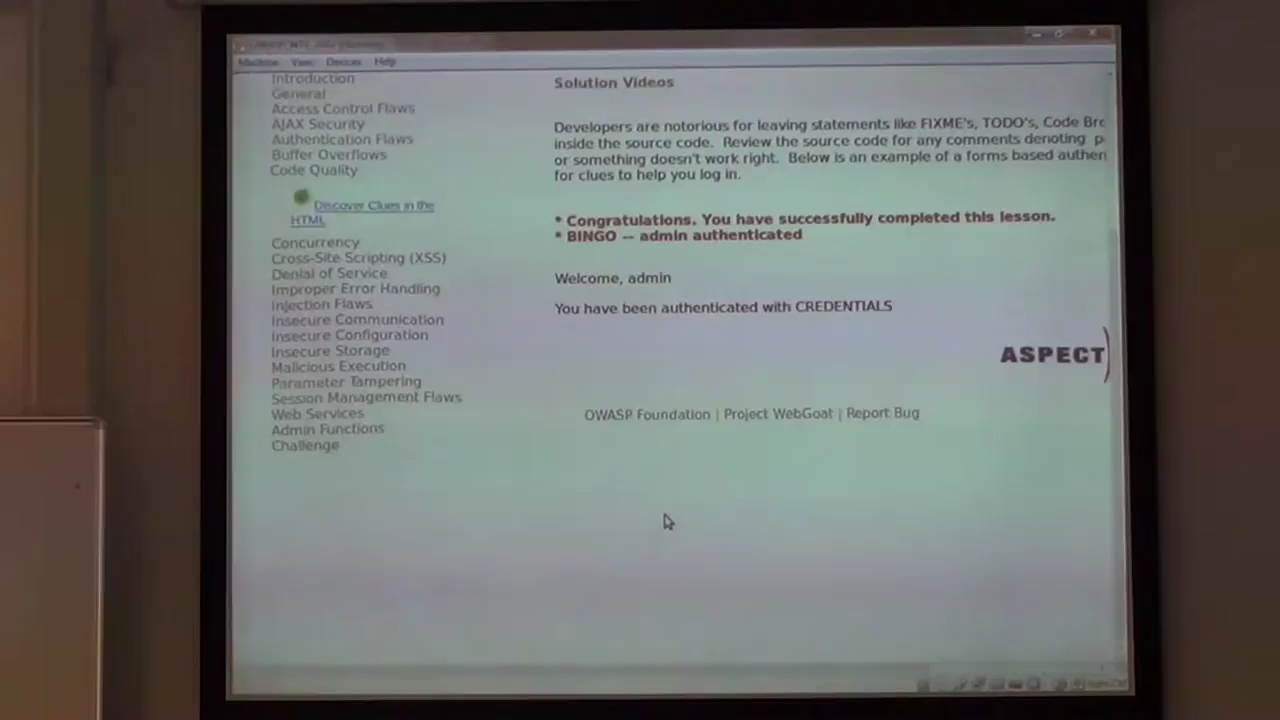 Machine View Devices Help
Introduction
General
Access Control Flaws
AJAX Security
Authentication Flaws
Buffer Overflows
Code Quality
Discover Clues in the
HTML
Concurrency
Cross-Site Scripting (XSS)
Denial of Service
Improper Error Handling
Injection Flaws
Insecure Communication
Insecure Configuration
Insecure Storage
Malicious Execution
Parameter Tampering
Session Management Flaws
Web Services
Admin Functions
Challenge
Solution Videos
Developers are notorious for leaving statements like FIXME's, TODO's, Code Bro
inside the source code. Review the source code for any comments denoting p
or something doesn't work right. Below is an example of a forms based authen
for clues to help you log in.
* Congratulations. You have successfully completed this lesson.
* BINGO -- admin authenticated
Welcome, admin
You have been authenticated with CREDENTIALS
ASPECT)
OWASP Foundation | Project WebGoat | Report Bug